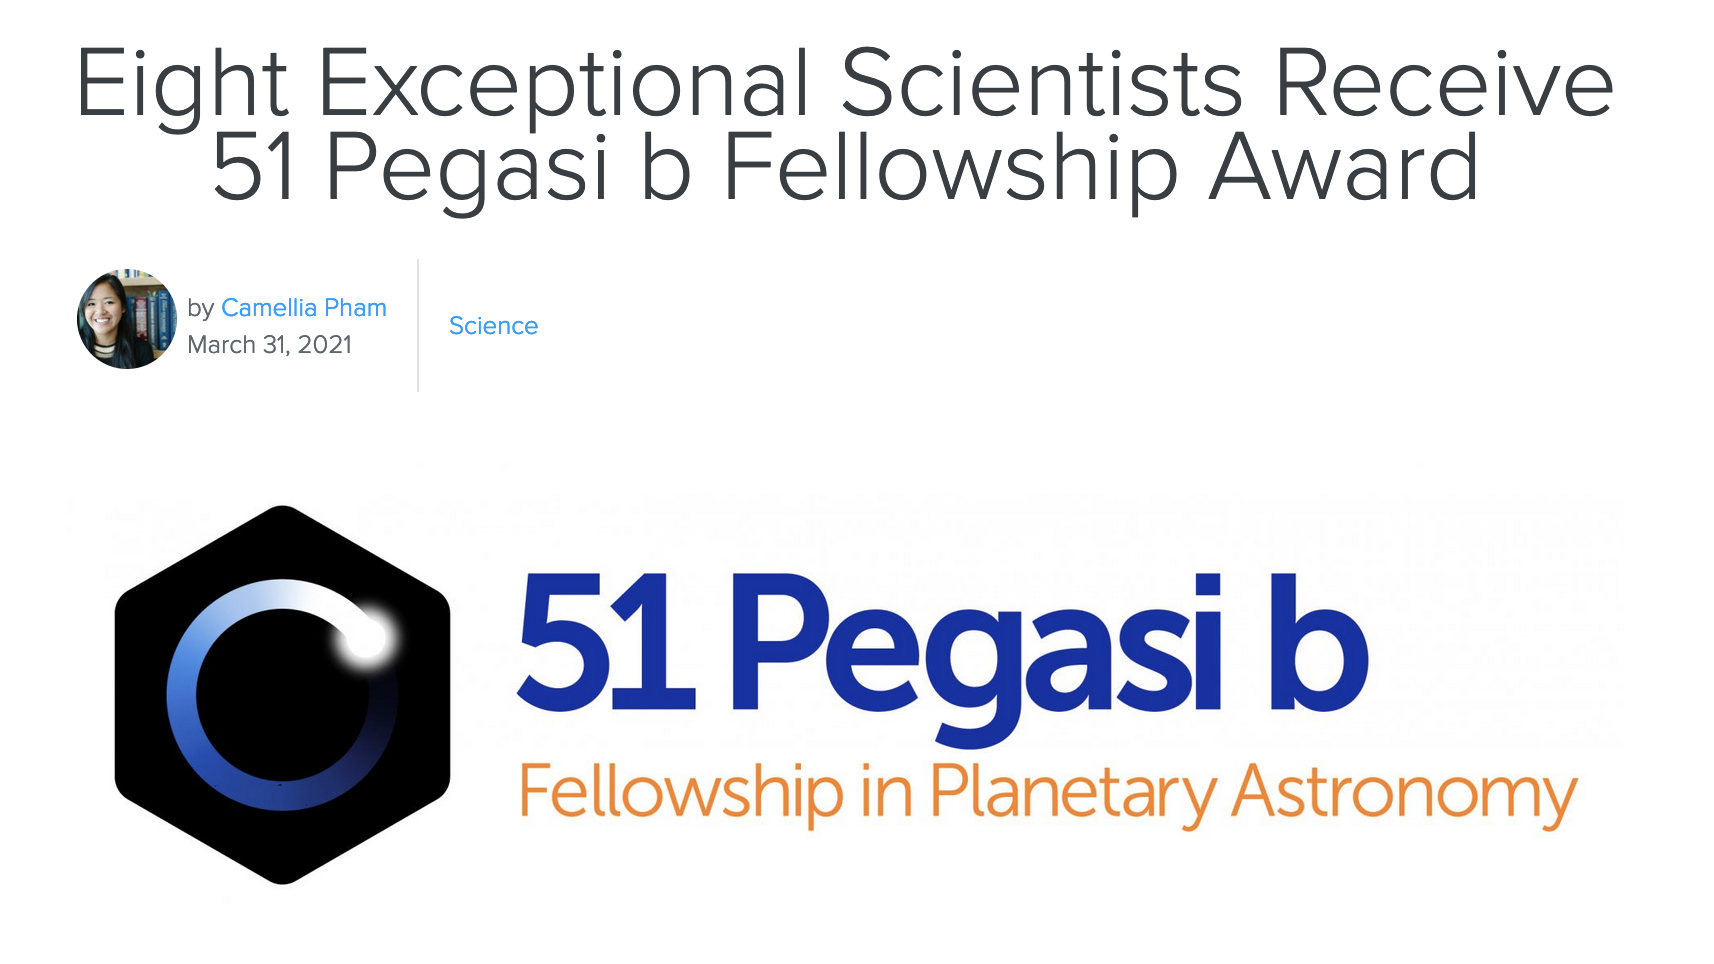 Eight Exceptional Scientists Receive
51 Pegasi b Fellowship Award
by Camellia Pham
March 31, 2021
Science
51 Pegasi b
Fellowship in Planetary Astronomy